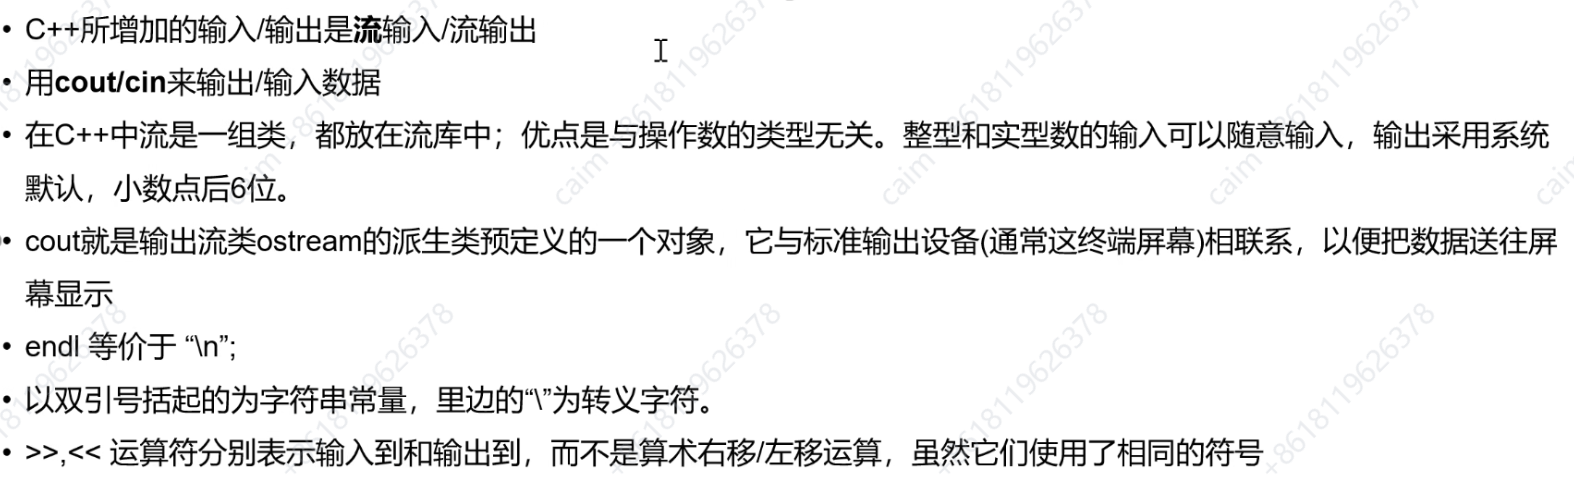 • C++所增加的输入/输出是流输入/流输出
• 用cout/cin来输出/输入数据
• 在C++中流是一组类，都放在流库中；优点是与操作数的类型无关。整型和实型数的输入可以随意输入，输出采用系统
默认，小数点后6位。
• cout就是输出流类ostream的派生类预定义的一个对象，它与标准输出设备(通常这终端屏幕)相联系，以便把数据送往屏
幕显示
• endl 等价于 “\n”;
• 以双引号括起的为字符串常量，里边的“\”为转义字符。
• >>,<< 运算符分别表示输入到和输出到，而不是算术右移/左移运算，虽然它们使用了相同的符号